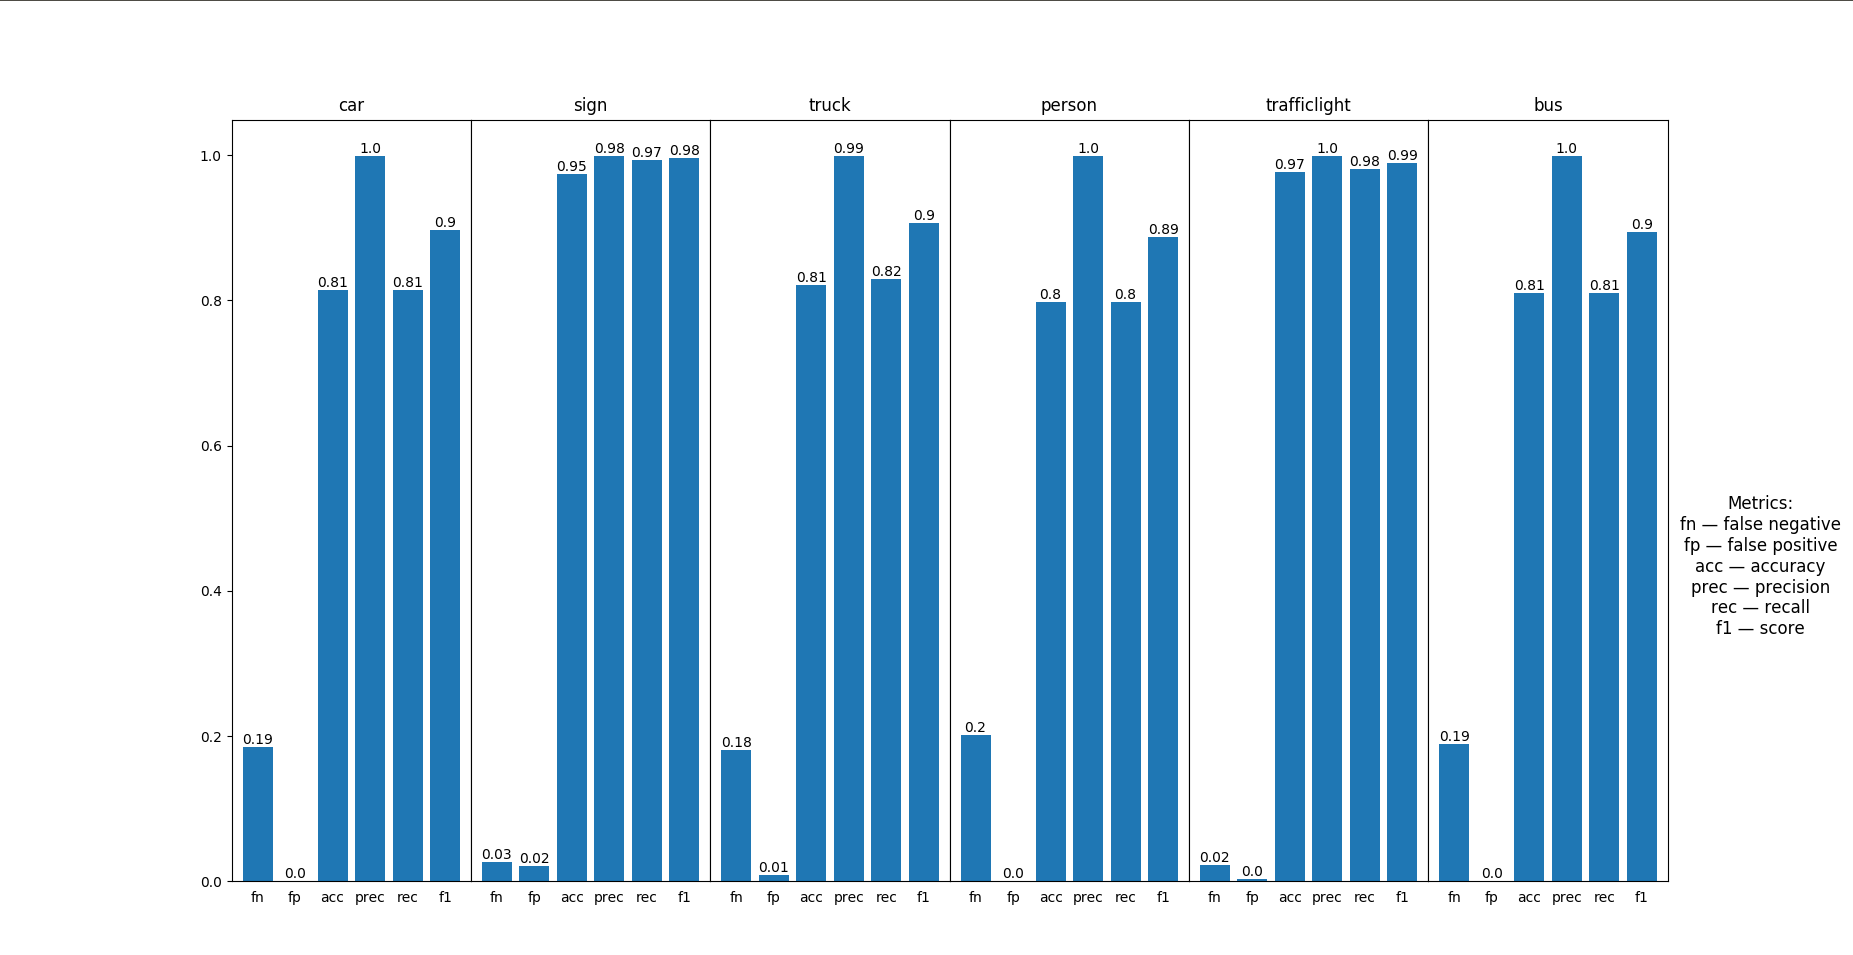 car sign truck person trafficlight bus
1.0
0.8
0.6
0.4
0.2
0.0
0.19 0.0 0.81 1.0 0.81 0.9
0.03 0.02 0.95 0.98 0.97 0.98
0.18 0.01 0.81 0.99 0.82 0.9
0.2 0.0 0.8 1.0 0.8 0.89
0.02 0.0 0.97 1.0 0.98 0.99
0.19 0.0 0.81 1.0 0.81 0.9
fn fp acc prec rec f1 fn fp acc prec rec f1 fn fp acc prec rec f1 fn fp acc prec rec f1 fn fp acc prec rec f1 fn fp acc prec rec f1
Metrics:
fn — false negative
fp — false positive
acc — accuracy
prec — precision
rec — recall
f1 — score